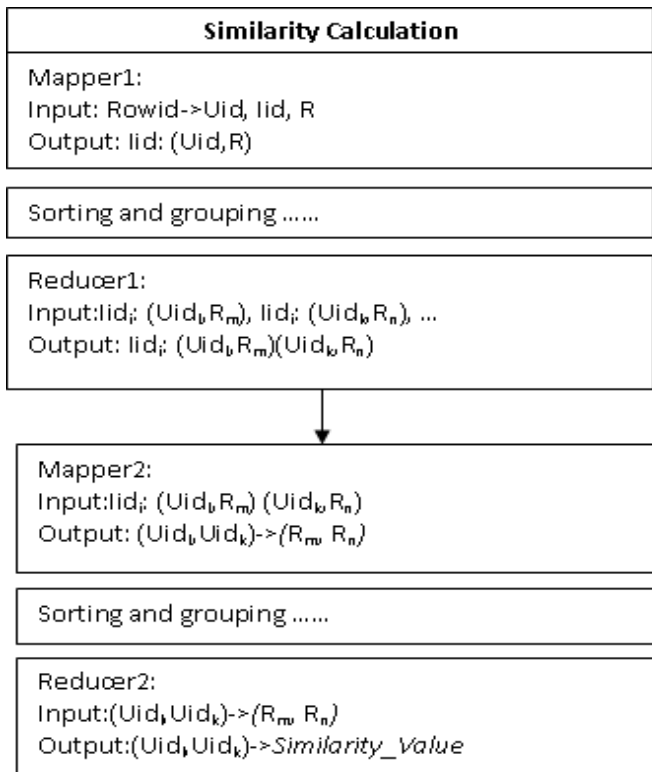 Similarity Calculation
Mapper1:
Input: Rowid->Uid, Iid, R
Output: Iid: (Uid,R)
Sorting and grouping ......
Reducer1:
Input:Iidᵢ: (Uidₗ,Rₘ), Iidᵢ: (Uidₖ,Rₙ), ...
Output: Iidᵢ: (Uidₗ,Rₘ)(Uidₖ,Rₙ)
Mapper2:
Input:Iidᵢ: (Uidₗ,Rₘ) (Uidₖ,Rₙ)
Output: (Uidₗ,Uidₖ)->(Rₘ, Rₙ)
Sorting and grouping ......
Reducer2:
Input:(Uidₗ,Uidₖ)->(Rₘ, Rₙ)
Output:(Uidₗ,Uidₖ)->Similarity_Value